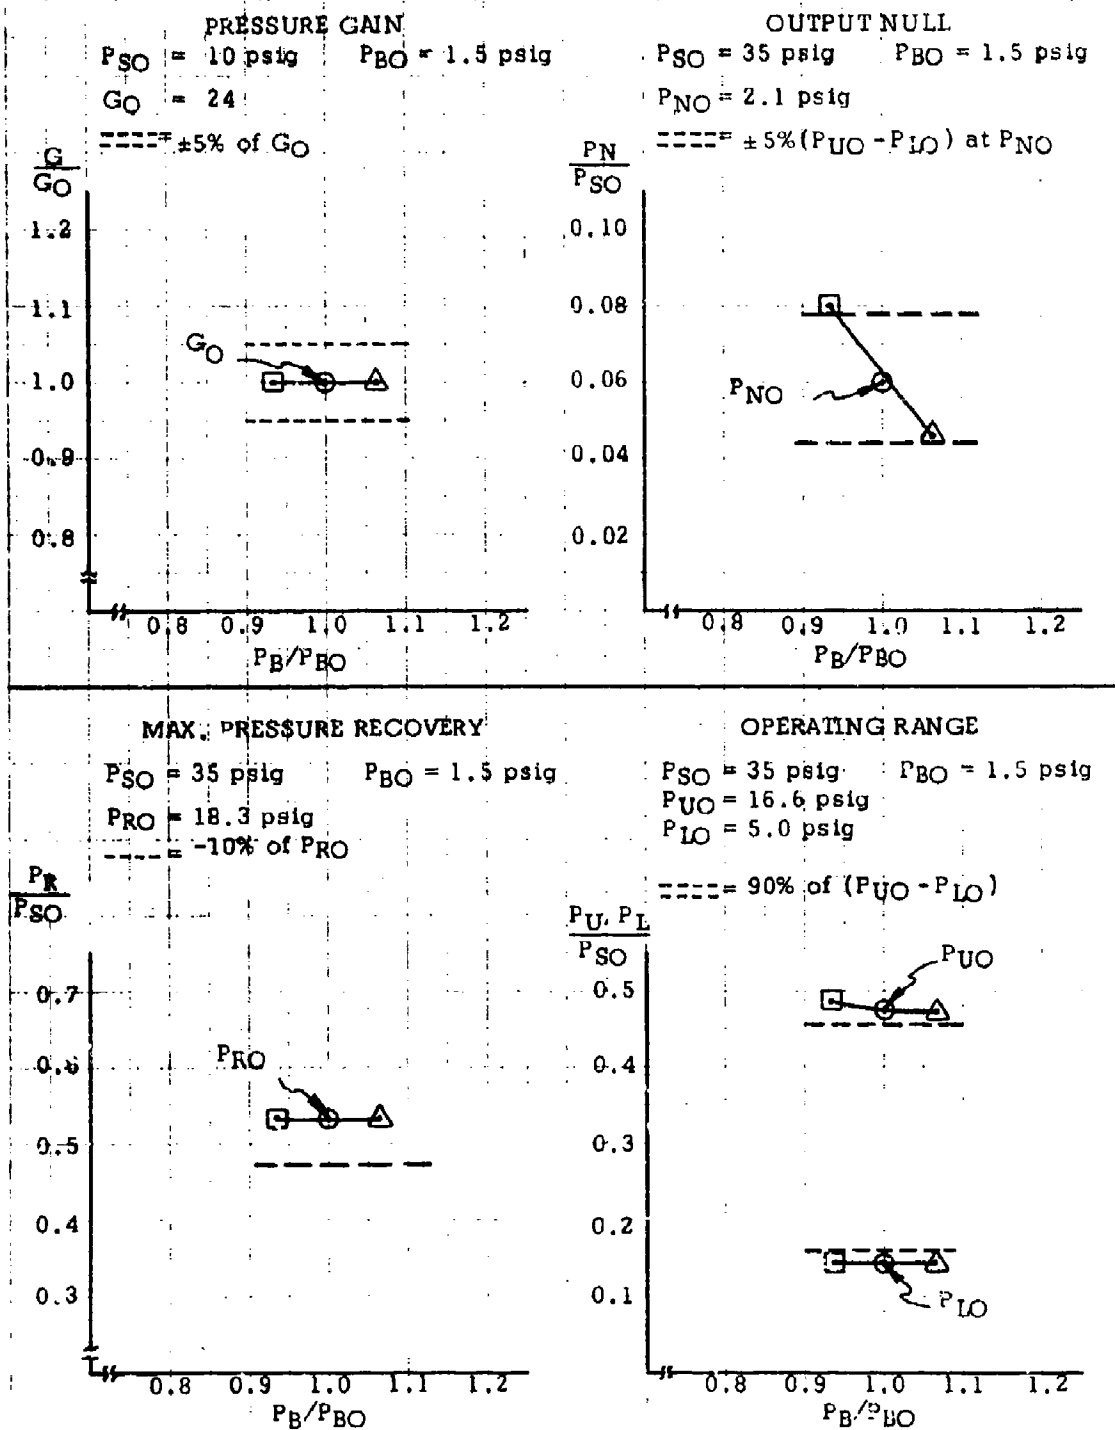 PRESSURE GAIN
PSO = 10 psig PBO = 1.5 psig
GO = 24
---- = ±5% of GO
G
GO
1.2
1.1
1.0
0.9
0.8
GO
0.8 0.9 1.0 1.1 1.2
PB/PBO
OUTPUT NULL
PSO = 35 psig PBO = 1.5 psig
PNO = 2.1 psig
---- = ±5%(PUO - PLO) at PNO
PN
PSO
0.10
0.08
0.06
0.04
0.02
PNO
0.8 0.9 1.0 1.1 1.2
PB/PBO
MAX. PRESSURE RECOVERY
PSO = 35 psig PBO = 1.5 psig
PRO = 18.3 psig
---- = -10% of PRO
PR
PSO
0.7
0.6
0.5
0.4
0.3
PRO
0.8 0.9 1.0 1.1 1.2
PB/PBO
OPERATING RANGE
PSO = 35 psig PBO = 1.5 psig
PUO = 16.6 psig
PLO = 5.0 psig
---- = 90% of (PUO - PLO)
PU, PL
PSO
0.5
0.4
0.3
0.2
0.1
PUO
PLO
0.8 0.9 1.0 1.1 1.2
PB/PBO